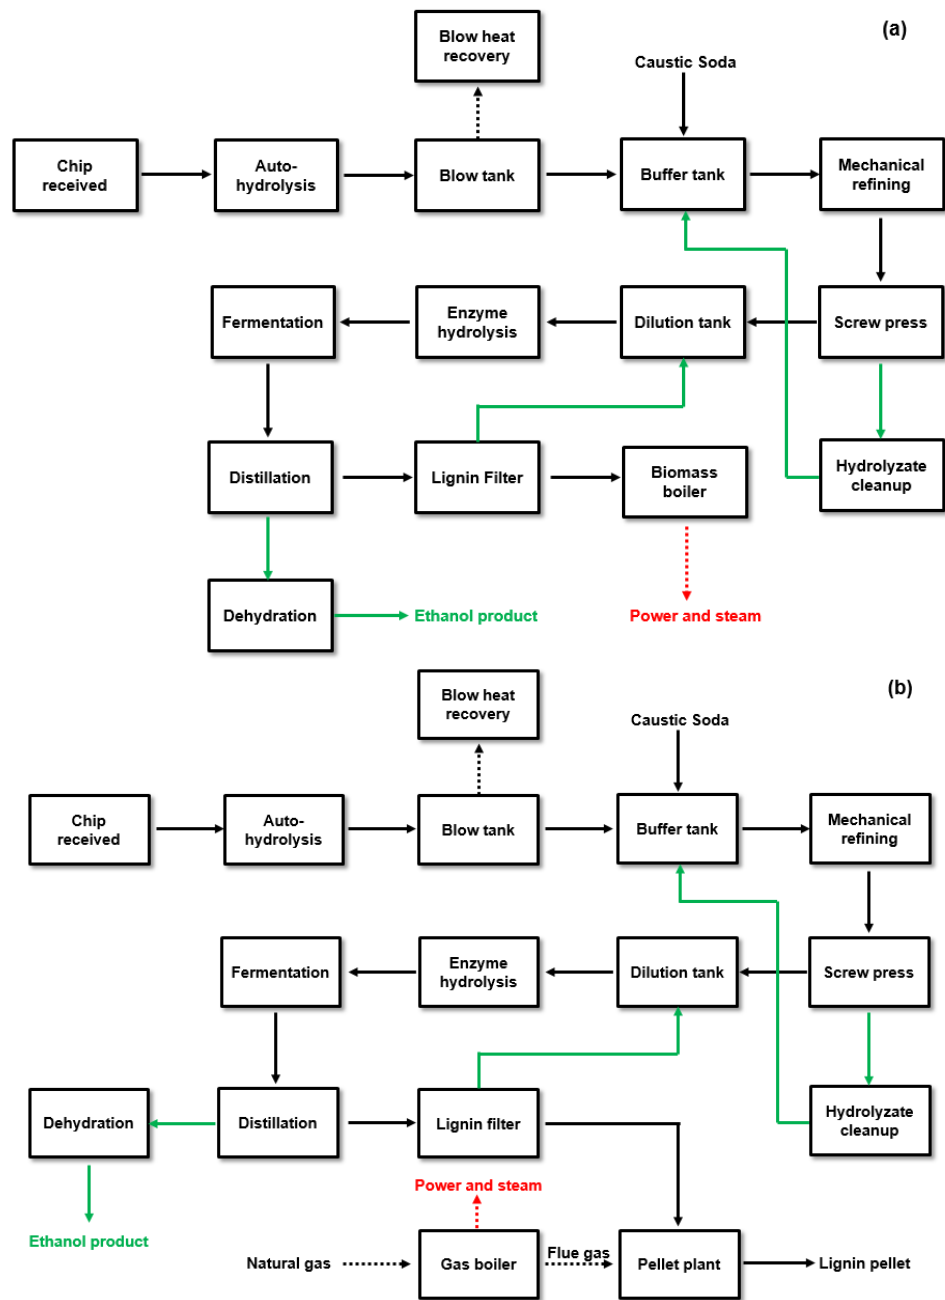 (a)
Blow heat
recovery
Caustic Soda
Chip
received
Auto-
hydrolysis
Blow tank
Buffer tank
Mechanical
refining
Fermentation
Enzyme
hydrolysis
Dilution tank
Screw press
Distillation
Lignin Filter
Biomass
boiler
Hydrolyzate
cleanup
Dehydration
Ethanol product
Power and steam
(b)
Blow heat
recovery
Caustic Soda
Chip
received
Auto-
hydrolysis
Blow tank
Buffer tank
Mechanical
refining
Fermentation
Enzyme
hydrolysis
Dilution tank
Screw press
Dehydration
Distillation
Lignin filter
Hydrolyzate
cleanup
Power and steam
Ethanol product
Natural gas
Gas boiler
Flue gas
Pellet plant
Lignin pellet